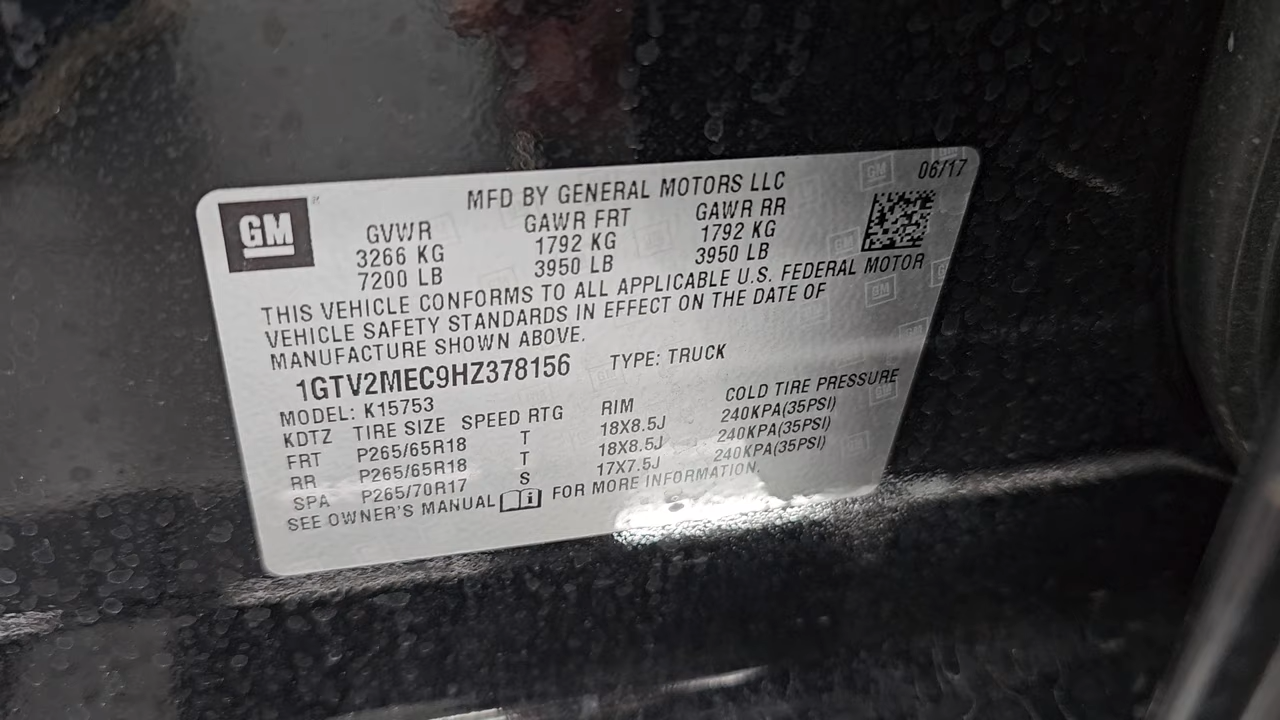 MFD BY GENERAL MOTORS LLC 06/17
GM
GVWR GAWR FRT GAWR RR
3266 KG 1792 KG 1792 KG
7200 LB 3950 LB 3950 LB
THIS VEHICLE CONFORMS TO ALL APPLICABLE U.S. FEDERAL MOTOR
VEHICLE SAFETY STANDARDS IN EFFECT ON THE DATE OF
MANUFACTURE SHOWN ABOVE.
1GTV2MEC9HZ378156 TYPE: TRUCK
MODEL: K15753
KDTZ TIRE SIZE SPEED RTG RIM COLD TIRE PRESSURE
FRT P265/65R18 T 18X8.5J 240KPA(35PSI)
RR P265/65R18 T 18X8.5J 240KPA(35PSI)
SPA P265/70R17 S 17X7.5J 240KPA(35PSI)
SEE OWNER'S MANUAL FOR MORE INFORMATION.